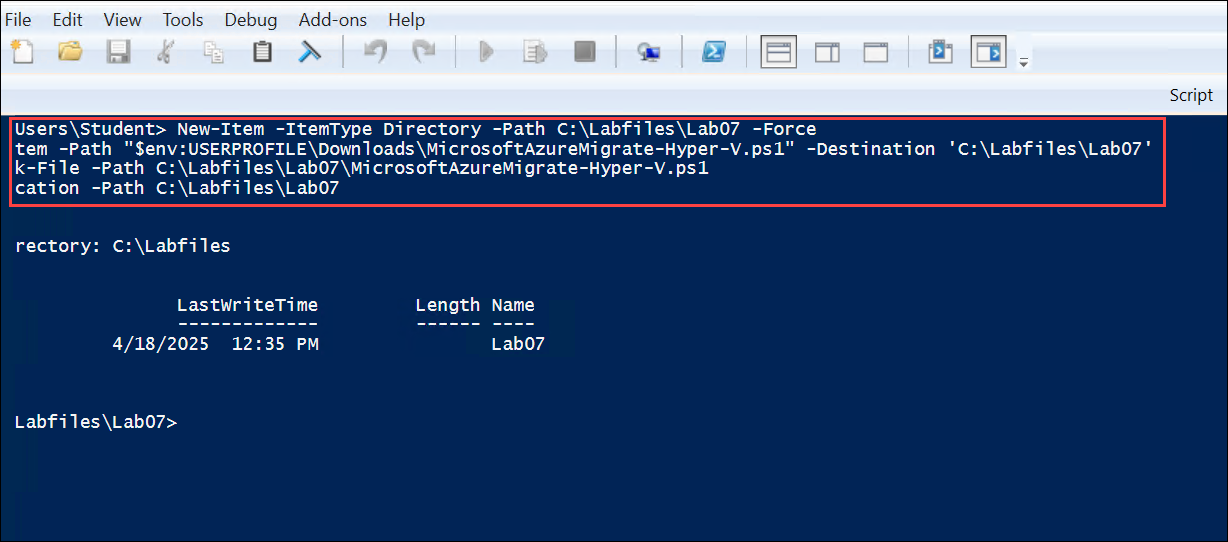 File Edit View Tools Debug Add-ons Help
Script
Users\Student> New-Item -ItemType Directory -Path C:\Labfiles\Lab07 -Force
tem -Path "$env:USERPROFILE\Downloads\MicrosoftAzureMigrate-Hyper-V.ps1" -Destination 'C:\Labfiles\Lab07'
k-File -Path C:\Labfiles\Lab07\MicrosoftAzureMigrate-Hyper-V.ps1
cation -Path C:\Labfiles\Lab07
rectory: C:\Labfiles
LastWriteTime Length Name
------------- ------ ----
4/18/2025 12:35 PM Lab07
Labfiles\Lab07>